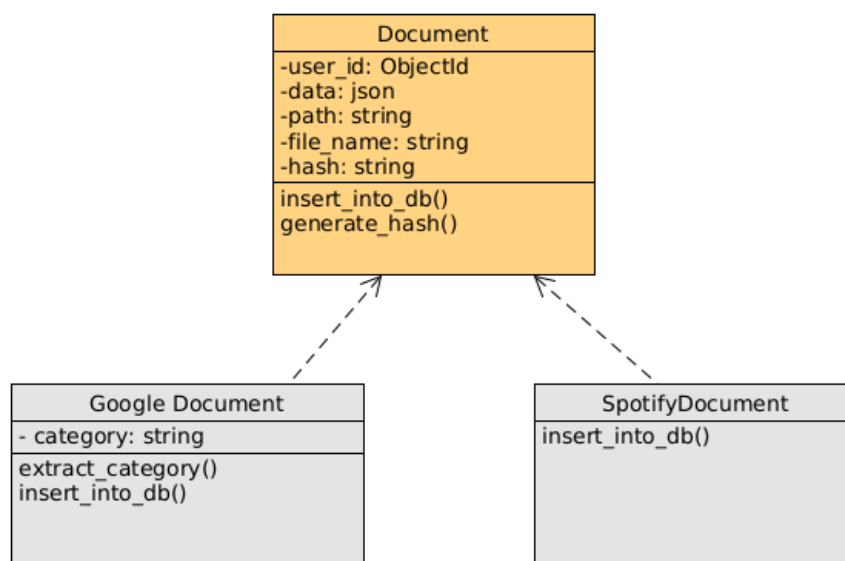 Document
-user_id: ObjectId
-data: json
-path: string
-file_name: string
-hash: string
insert_into_db()
generate_hash()
Google Document
- category: string
extract_category()
insert_into_db()
SpotifyDocument
insert_into_db()